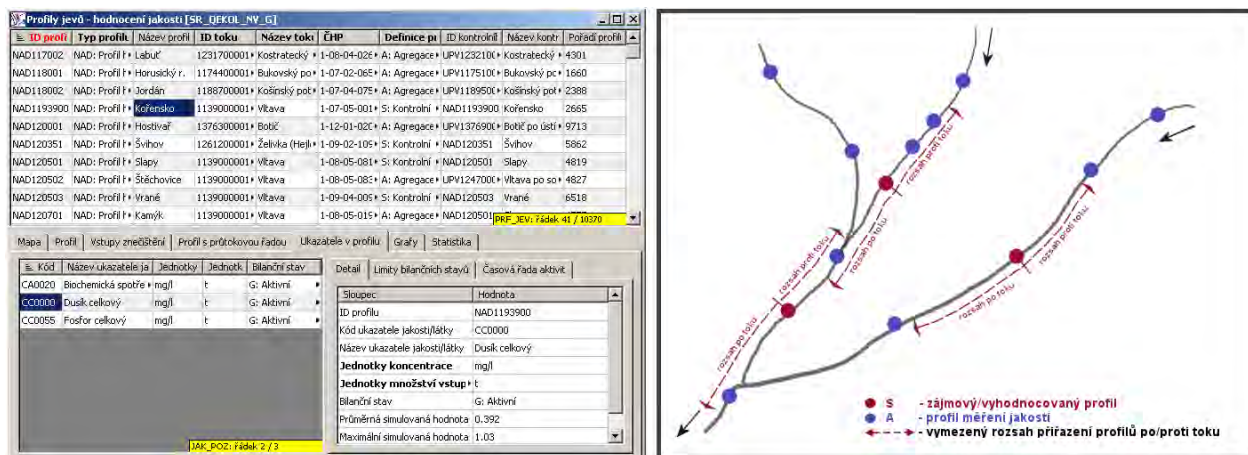 Profily jevů - hodnocení jakosti [SR_QEKOL_NV_G]
ID profi Typ profilu Název profil ID toku Název toku ČHP Definice pr ID kontrolníh Název kontr Pořadí profilu
NAD117002 NAD: Profil h Labuť 1231700001 Kostratecký 1-08-04-026 A: Agregace UPV1232100 Kostratecký 4301
NAD118001 NAD: Profil h Horusický r. 1174400001 Bukovský po 1-07-02-065 A: Agregace UPV1175100 Bukovský pc 1660
NAD118002 NAD: Profil h Jordán 1188700001 Košínský pot 1-07-04-075 A: Agregace UPV1189500 Košínský pot 2388
NAD1193900 NAD: Profil h Kořensko 1139000001 Vltava 1-07-05-001 S: Kontrolní NAD1193900 Kořensko 2665
NAD120001 NAD: Profil h Hostivař 1376300001 Botič 1-12-01-020 A: Agregace UPV1376900 Botič po ústí 9713
NAD120351 NAD: Profil h Švihov 1261200001 Želivka (Hejl 1-09-02-109 S: Kontrolní NAD120351 Švihov 5862
NAD120501 NAD: Profil h Slapy 1139000001 Vltava 1-08-05-081 S: Kontrolní NAD120501 Slapy 4819
NAD120502 NAD: Profil h Štěchovice 1139000001 Vltava 1-08-05-083 A: Agregace UPV1247000 Vltava po so 4827
NAD120503 NAD: Profil h Vrané 1139000001 Vltava 1-09-04-009 S: Kontrolní NAD120503 Vrané 6518
NAD120701 NAD: Profil h Kamýk 1139000001 Vltava 1-08-05-015 A: Agregace NAD120501
PRF_JEV: řádek 41 / 10370
Mapa Profil Vstupy znečištění Profil s průtokovou řadou Ukazatele v profilu Grafy Statistika
Kód Název ukazatele ja Jednotky Jednotk Bilanční stav
CA0020 Biochemická spotře mg/l t G: Aktivní
CC0000 Dusík celkový mg/l t G: Aktivní
CC0055 Fosfor celkový mg/l t G: Aktivní
JAK_POZ: řádek 2 / 3
Detail Limity bilančních stavů Časová řada aktivit
Sloupec Hodnota
ID profilu NAD1193900
Kód ukazatele jakosti/látky CC0000
Název ukazatele jakosti/látky Dusík celkový
Jednotky koncentrace mg/l
Jednotky množství vstup t
Bilanční stav G: Aktivní
Průměrná simulovaná hodnota 0.392
Maximální simulovaná hodnota 1.03
rozsah proti toku
rozsah po toku
rozsah proti toku
rozsah po toku
rozsah proti toku
rozsah po toku
S - zájmový/vyhodnocovaný profil
A - profil měření jakosti
- vymezený rozsah přiřazení profilů po/proti toku